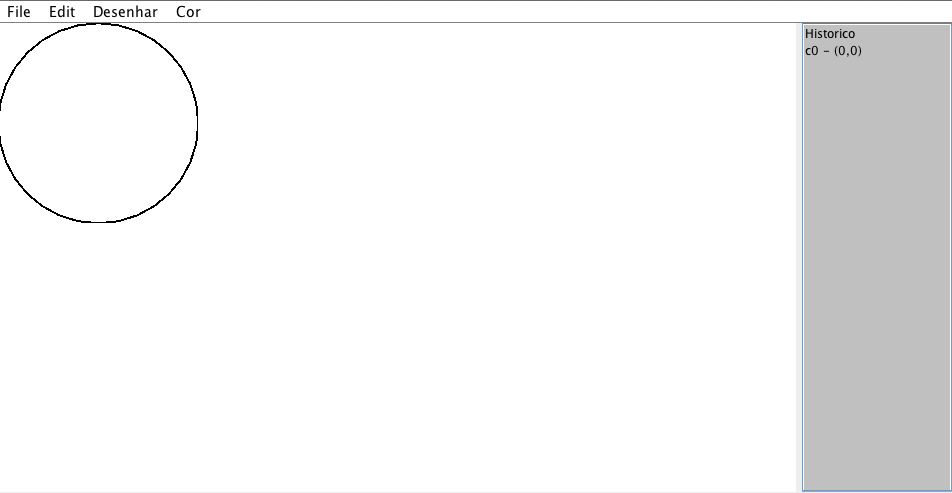 File Edit Desenhar Cor
Historico
c0 - (0,0)